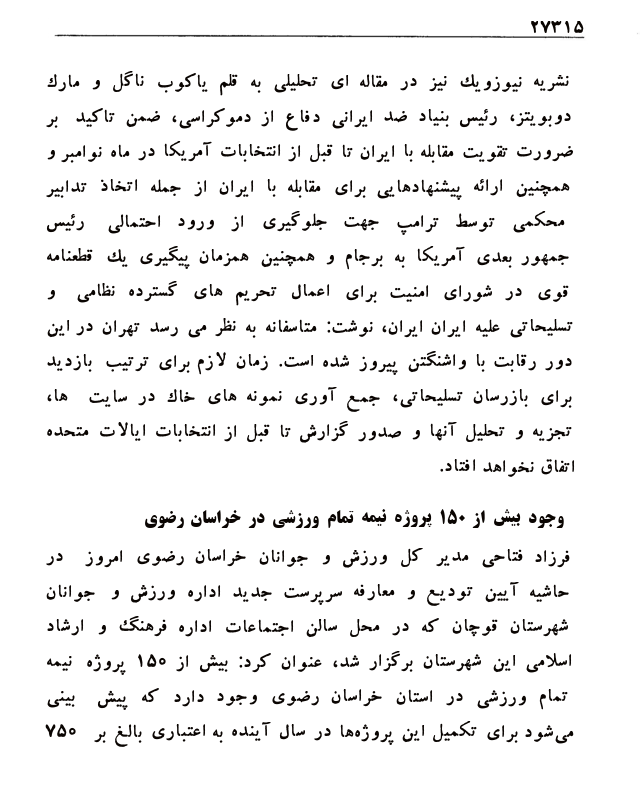 ۲۷۳۱۵
نشریه نیوزویك نیز در مقاله ای تحلیلی به قلم یاکوب ناگل و مارك
دوبویتز، رئیس بنیاد ضد ایرانی دفاع از دموکراسی، ضمن تاکید بر
ضرورت تقویت مقابله با ایران تا قبل از انتخابات آمریکا در ماه نوامبر و
همچنین ارائه پیشنهادهایی برای مقابله با ایران از جمله اتخاذ تدابیر
محکمی توسط ترامپ جهت جلوگیری از ورود احتمالی رئیس
جمهور بعدی آمریکا به برجام و همچنین همزمان پیگیری یك قطعنامه
قوی در شورای امنیت برای اعمال تحریم های گسترده نظامی و
تسلیحاتی علیه ایران ایران، نوشت: متاسفانه به نظر می رسد تهران در این
دور رقابت با واشنگتن پیروز شده است. زمان لازم برای ترتیب بازدید
برای بازرسان تسلیحاتی، جمع آوری نمونه های خاك در سایت ها،
تجزیه و تحلیل آنها و صدور گزارش تا قبل از انتخابات ایالات متحده
اتفاق نخواهد افتاد.
وجود بیش از ۱۵۰ پروژه نیمه تمام ورزشی در خراسان رضوی
فرزاد فتاحی مدیر کل ورزش و جوانان خراسان رضوی امروز در
حاشیه آیین تودیع و معارفه سرپرست جدید اداره ورزش و جوانان
شهرستان قوچان که در محل سالن اجتماعات اداره فرهنگ و ارشاد
اسلامی این شهرستان برگزار شد، عنوان کرد: بیش از ۱۵۰ پروژه نیمه
تمام ورزشی در استان خراسان رضوی وجود دارد که پیش بینی
می‌شود برای تکمیل این پروژه‌ها در سال آینده به اعتباری بالغ بر ۷۵۰